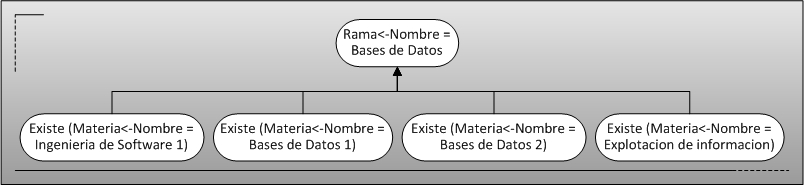 Rama<-Nombre =
Bases de Datos
Existe (Materia<-Nombre =
Ingenieria de Software 1)
Existe (Materia<-Nombre =
Bases de Datos 1)
Existe (Materia<-Nombre =
Bases de Datos 2)
Existe (Materia<-Nombre =
Explotacion de informacion)